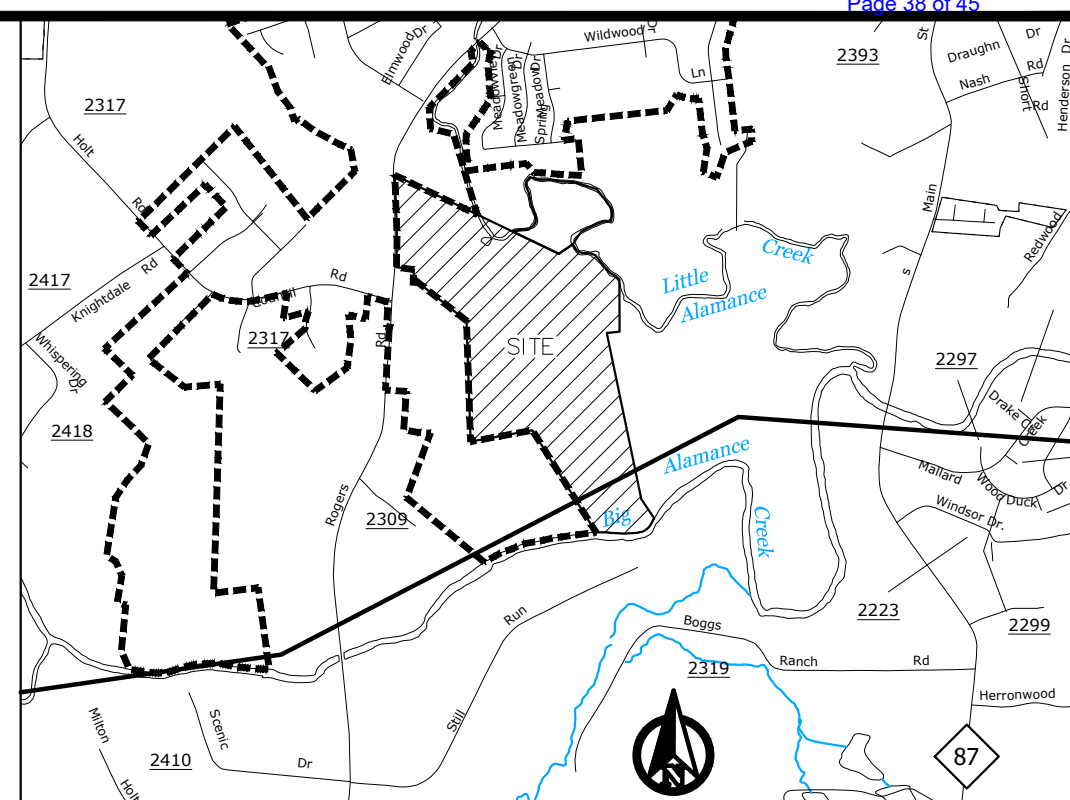 Page 38 of 45
Elmwood Dr
Wildwood
Dr
St
2393
Draughn
Dr
Meadowview Dr
Meadowgreen Dr
Spring
Meadow Dr
Ln
Nash
Rd
Short
Rd
Henderson Dr
2317
Holt
Rd
Main
s
Redwood
2417
Knightdale
Rd
Rd
Little
Alamance
Creek
2317
Rd
SITE
2297
Whispering
Dr
Drake C
Creek
2418
Alamance
Mallard
Wood Duck
Dr
Rogers
2309
Big
Creek
Windsor Dr.
Run
Boggs
2223
2299
2319
Ranch
Rd
Herronwood
Milton
Scenic
Still
2410
Dr
Holt
N
87